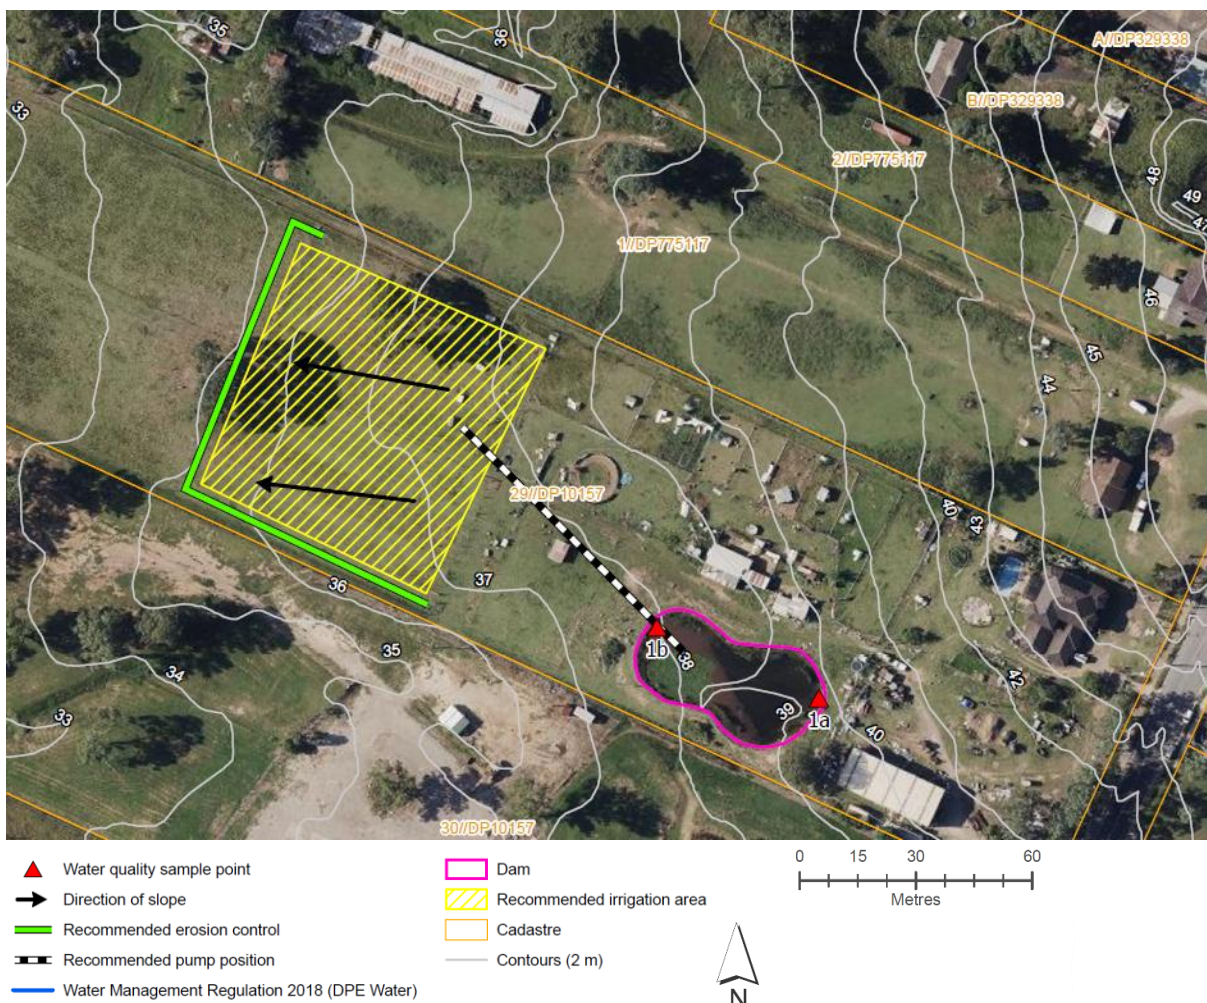 35
36
A//DP329338
33
B//DP329338
2//DP775117
48
49
47
1//DP775117
46
45
44
29//DP10157
40
43
37
36
35
1b
38
34
42
39
1a
40
33
30//DP10157
Water quality sample point
Direction of slope
Recommended erosion control
Recommended pump position
Water Management Regulation 2018 (DPE Water)
Dam
Recommended irrigation area
Cadastre
Contours (2 m)
0 15 30 60
Metres
N